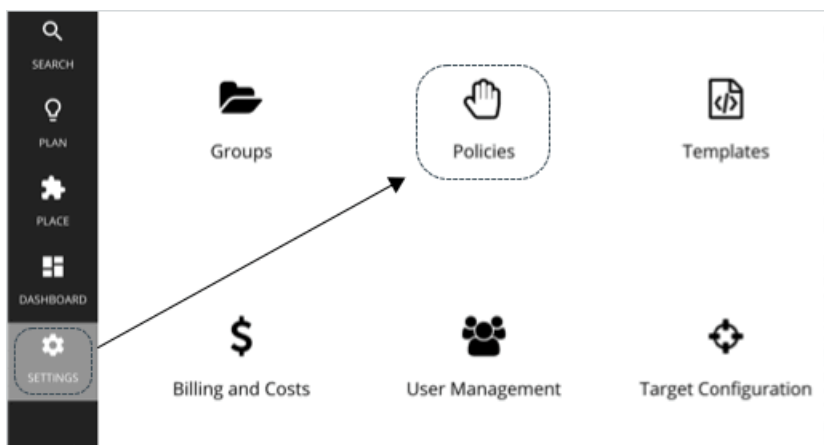 SEARCH
PLAN
PLACE
DASHBOARD
SETTINGS
Groups
Policies
Templates
Billing and Costs
User Management
Target Configuration